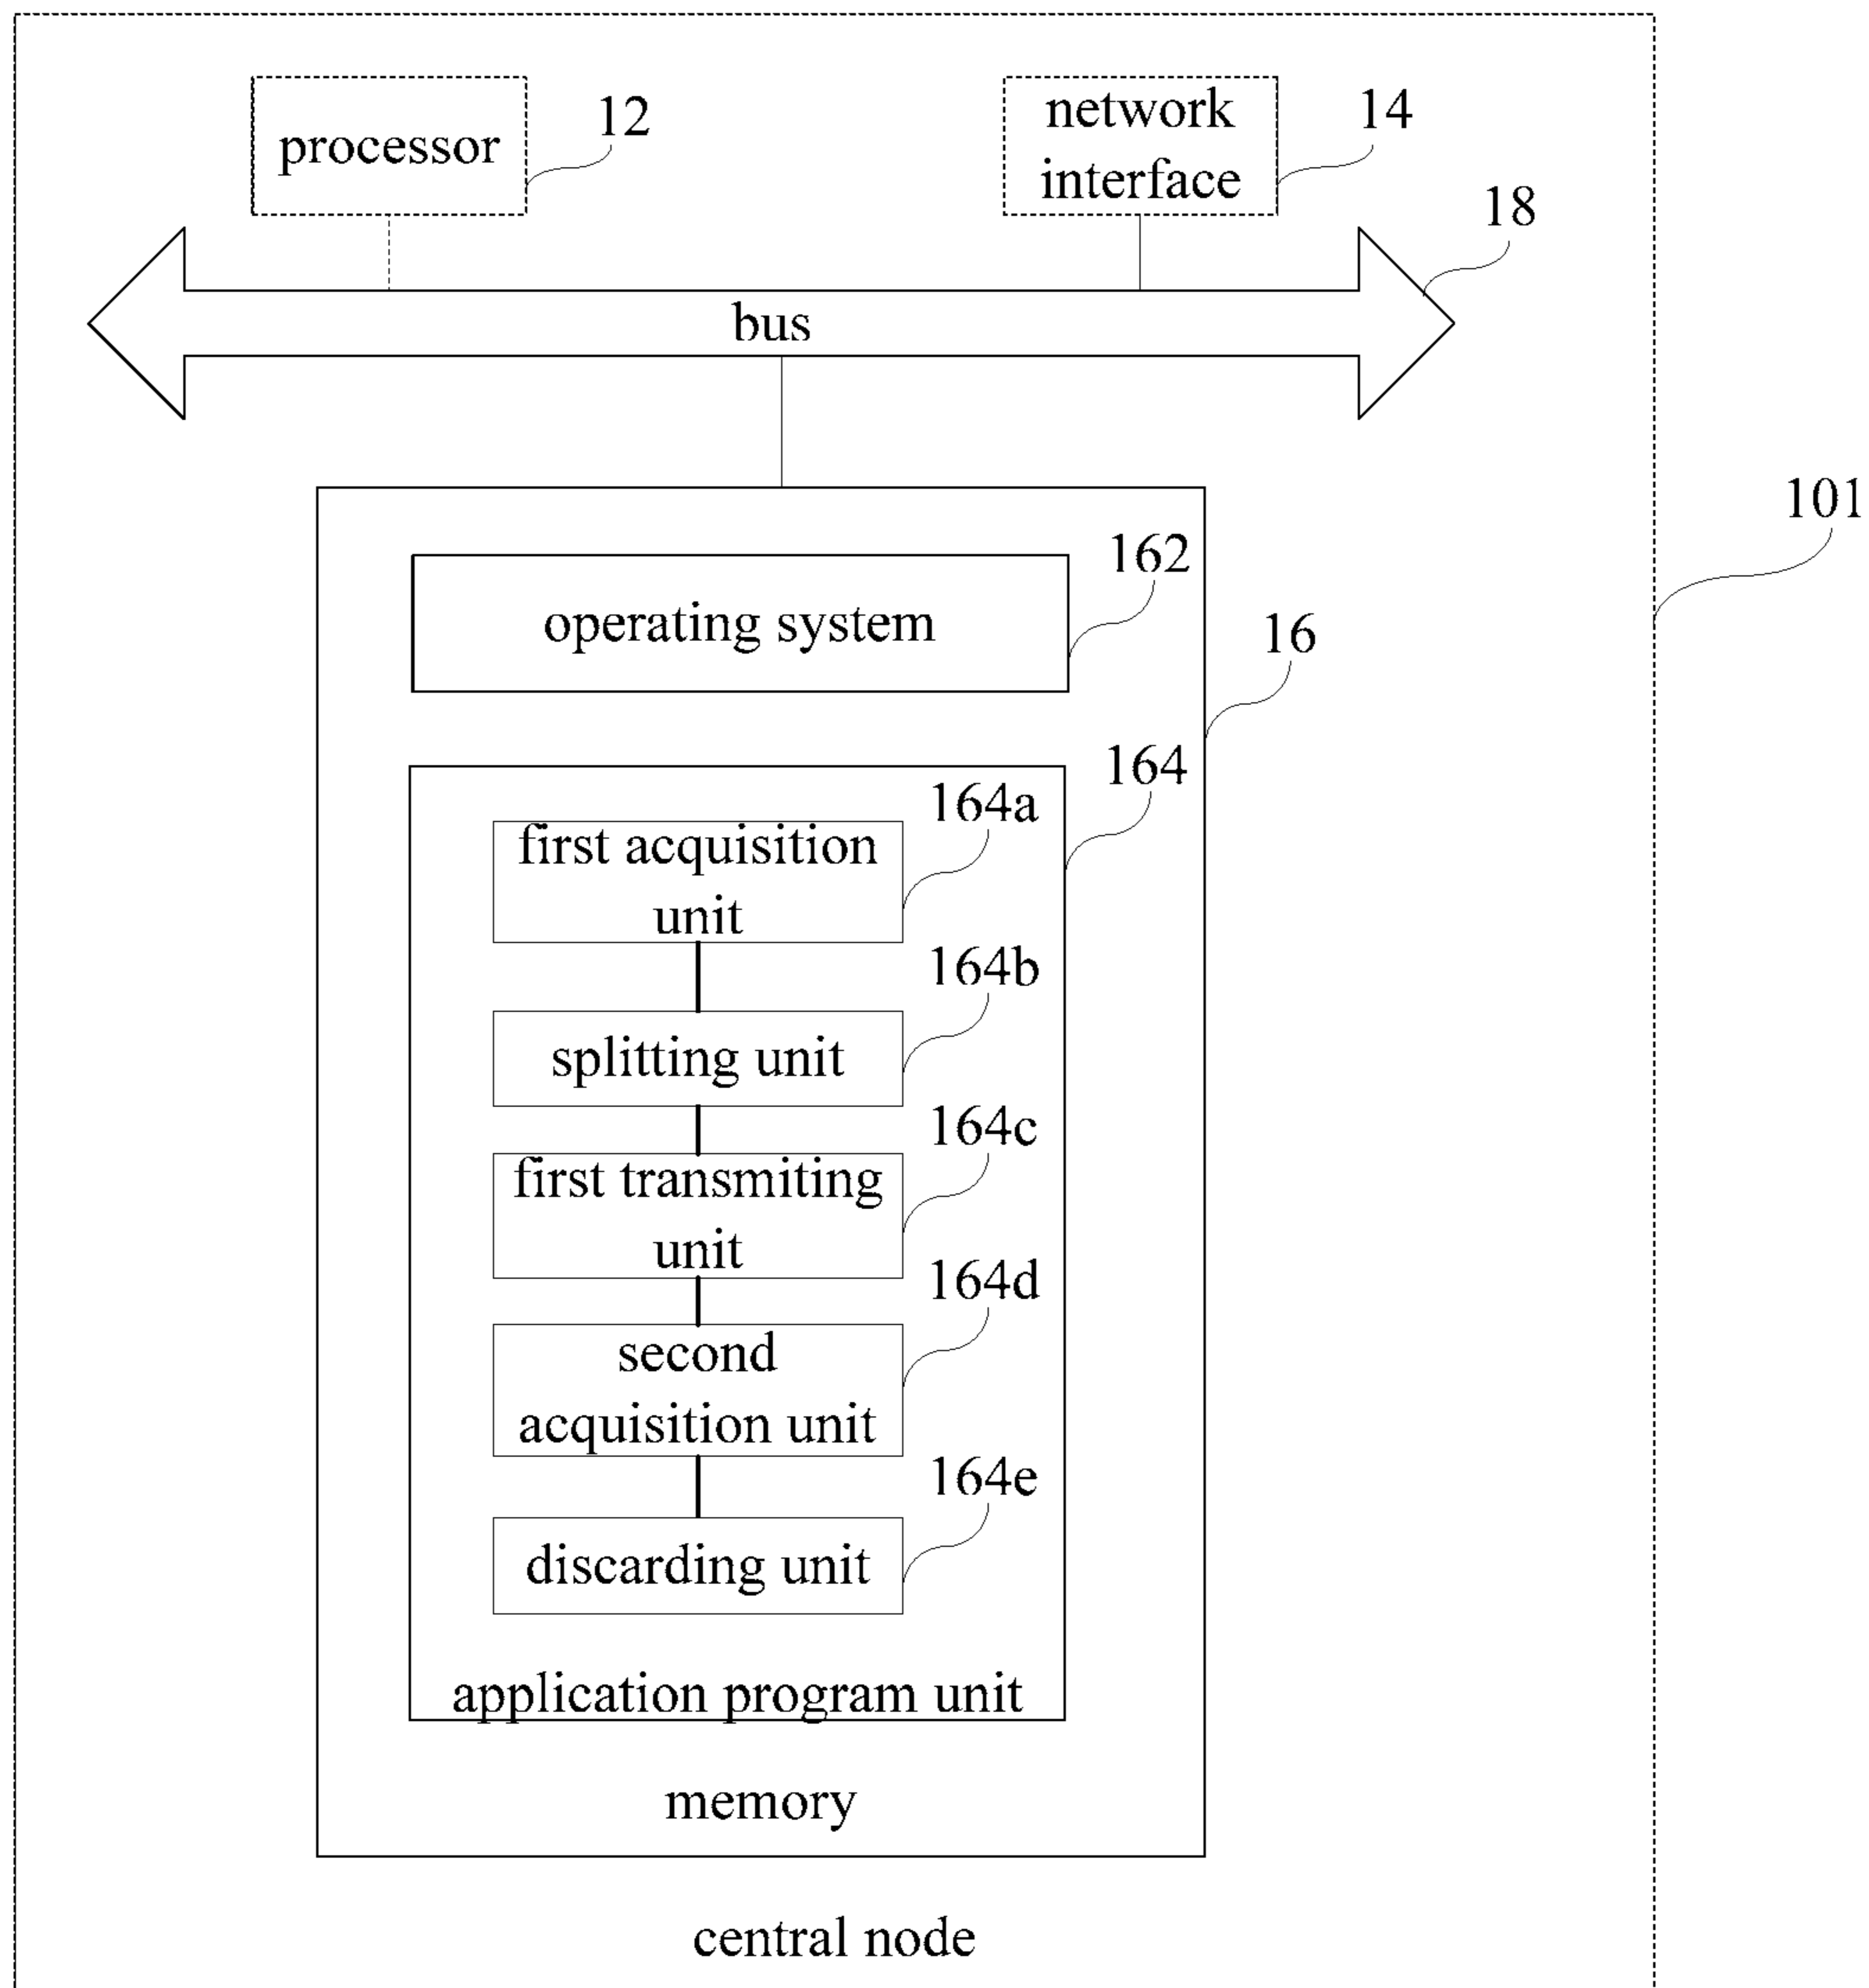 processor
12
network
interface
14
18
bus
101
162
operating system
16
164
164a
first acquisition
unit
164b
splitting unit
164c
first transmiting
unit
164d
second
acquisition unit
164e
discarding unit
application program unit
memory
central node